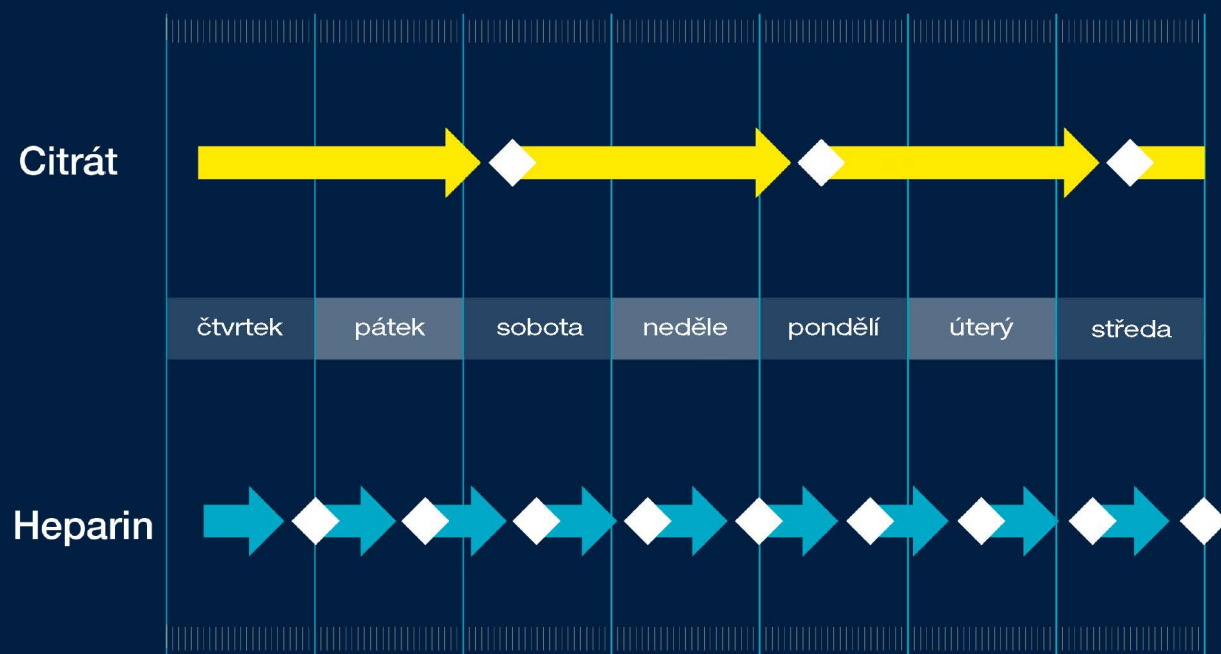 Citrát
čtvrtek pátek sobota neděle pondělí úterý středa
Heparin